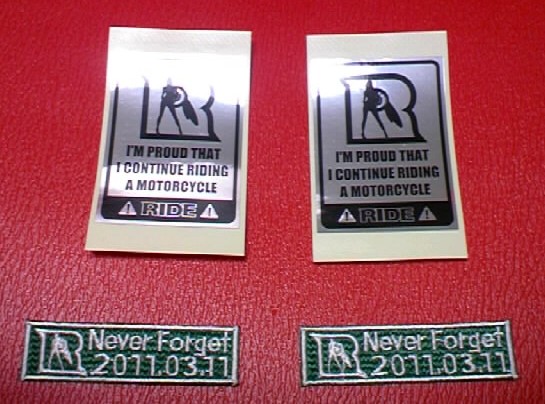 R
I'M PROUD THAT
I CONTINUE RIDING
A MOTORCYCLE
RIDE
R
I'M PROUD THAT
I CONTINUE RIDING
A MOTORCYCLE
RIDE
R Never Forget
2011.03.11
R Never Forget
2011.03.11